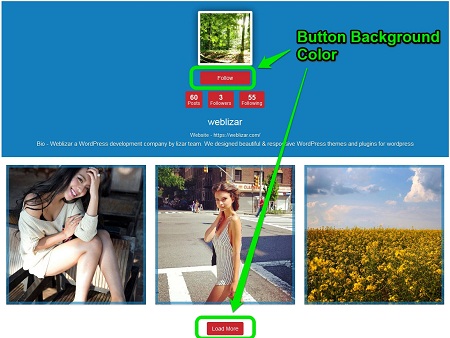 Button Background
Color
Follow
60 3 55
Posts Followers Following
weblizar
Website - https://weblizar.com/
Bio - Weblizar a WordPress development company by lizar team. We designed beautiful & responsive WordPress themes and plugins for wordpress
Load More